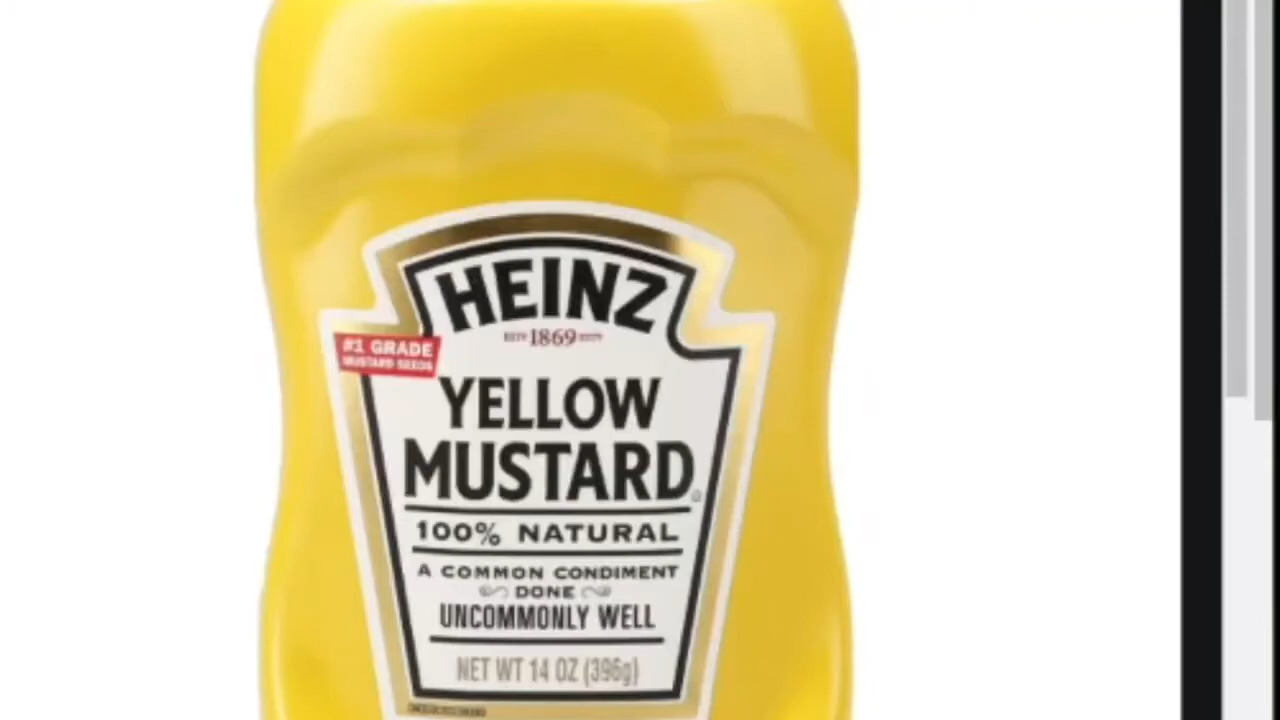 HEINZ
ESTD 1869
#1 GRADE
MUSTARD SEEDS
YELLOW
MUSTARD
100% NATURAL
A COMMON CONDIMENT
DONE
UNCOMMONLY WELL
NET WT 14 OZ (396g)